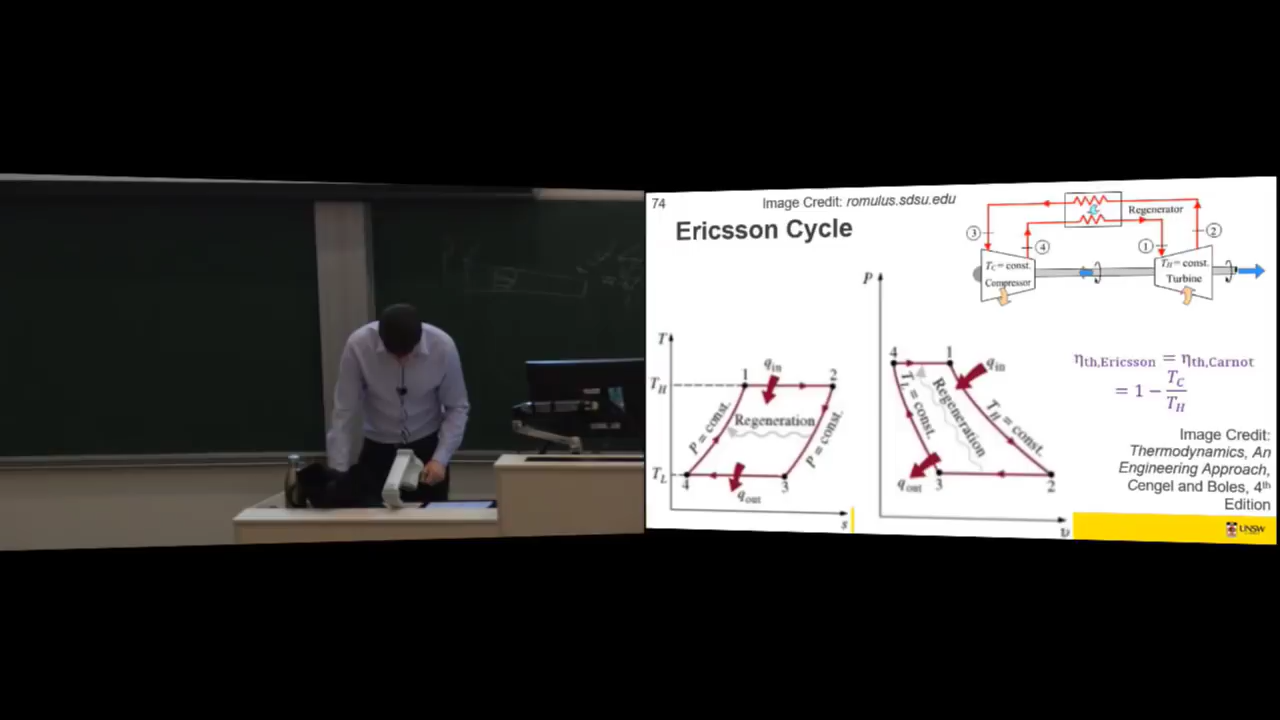 74
Image Credit: romulus.sdsu.edu
Ericsson Cycle
Regenerator
3
4
1
2
T_C = const.
Compressor
T_H = const.
Turbine
T
T_H
T_L
1
2
q_in
P = const.
Regeneration
P = const.
4
3
q_out
s
P
4
1
q_in
T_L = const.
Regeneration
T_H = const.
q_out
3
2
υ
η_th,Ericsson = η_th,Carnot
= 1 − T_C / T_H
Image Credit:
Thermodynamics, An
Engineering Approach,
Cengel and Boles, 4th
Edition
UNSW